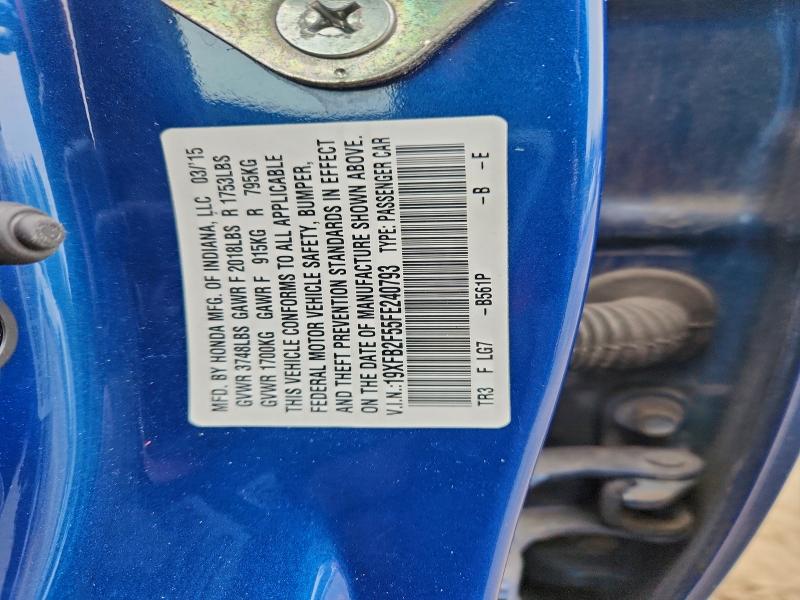 MFD. BY HONDA MFG. OF INDIANA, LLC 03/'15
GVWR 3748LBS GAWR F 2018LBS R 1753LBS
GVWR 1700KG GAWR F 915KG R 795KG
THIS VEHICLE CONFORMS TO ALL APPLICABLE
FEDERAL MOTOR VEHICLE SAFETY, BUMPER,
AND THEFT PREVENTION STANDARDS IN EFFECT
ON THE DATE OF MANUFACTURE SHOWN ABOVE.
V.I.N.:19XFB2F55FE240793 TYPE: PASSENGER CAR
TR3 F LG7 -B561P -B -E